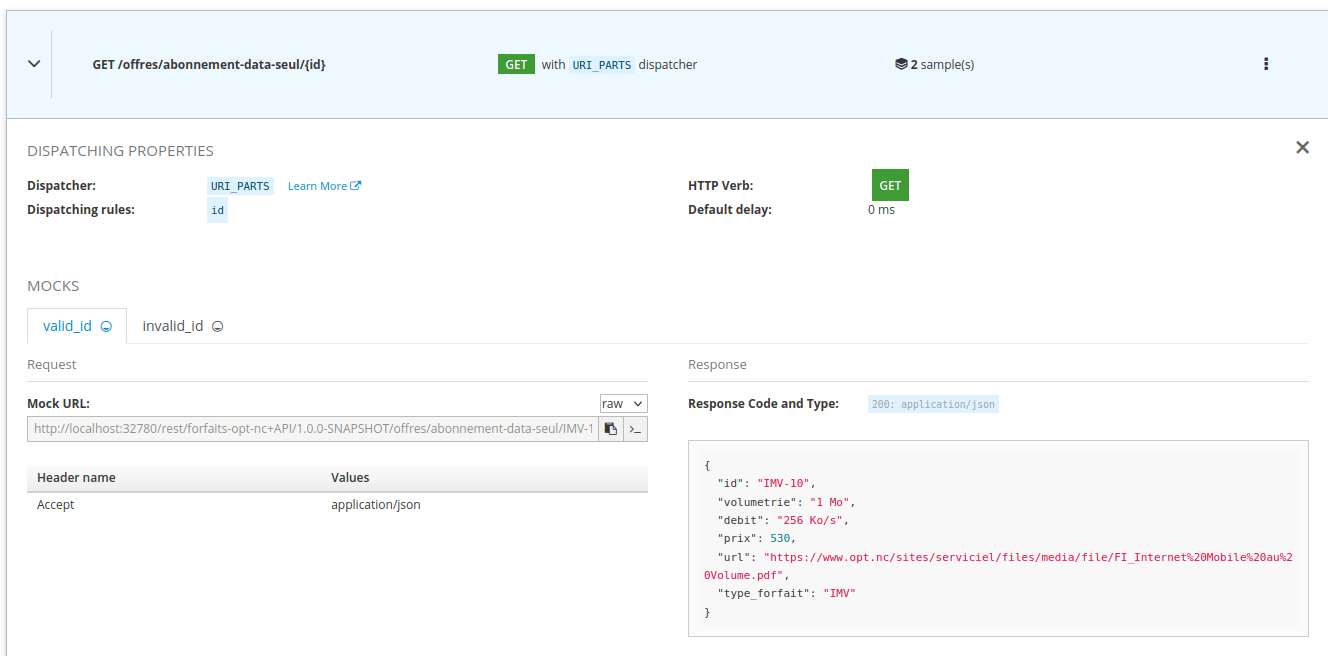 GET /offres/abonnement-data-seul/{id}
GET with URI_PARTS dispatcher
2 sample(s)
DISPATCHING PROPERTIES
Dispatcher: URI_PARTS Learn More
HTTP Verb: GET
Dispatching rules: id
Default delay: 0 ms
MOCKS
valid_id
invalid_id
Request
Response
Mock URL: raw
Response Code and Type: 200: application/json
http://localhost:32780/rest/forfaits-opt-nc+API/1.0.0-SNAPSHOT/offres/abonnement-data-seul/IMV-1
Header name Values
Accept application/json
{
"id": "IMV-10",
"volumetrie": "1 Mo",
"debit": "256 Ko/s",
"prix": 530,
"url": "https://www.opt.nc/sites/serviciel/files/media/file/FI_Internet%20Mobile%20au%2
0Volume.pdf",
"type_forfait": "IMV"
}